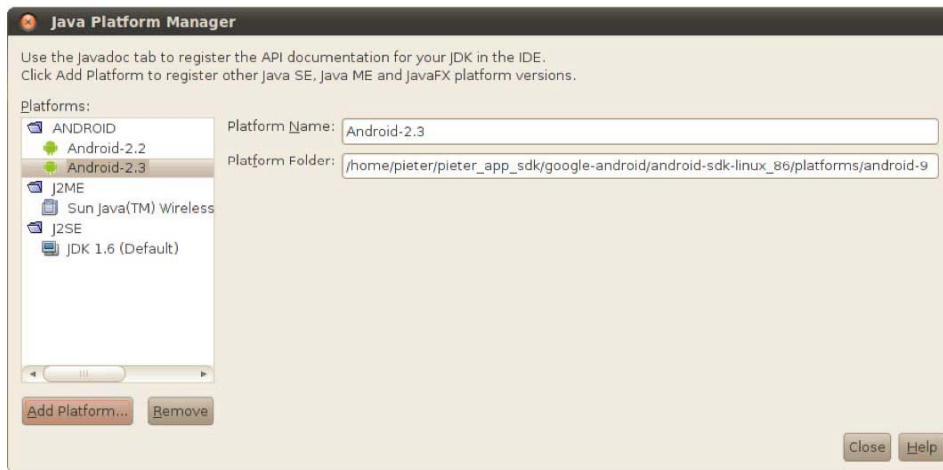 Java Platform Manager
Use the Javadoc tab to register the API documentation for your JDK in the IDE.
Click Add Platform to register other Java SE, Java ME and JavaFX platform versions.
Platforms:
ANDROID
Android-2.2
Android-2.3
J2ME
Sun Java(TM) Wireless
J2SE
JDK 1.6 (Default)
Platform Name:
Android-2.3
Platform Folder:
/home/pieter/pieter_app_sdk/google-android/android-sdk-linux_86/platforms/android-9
Add Platform...
Remove
Close
Help